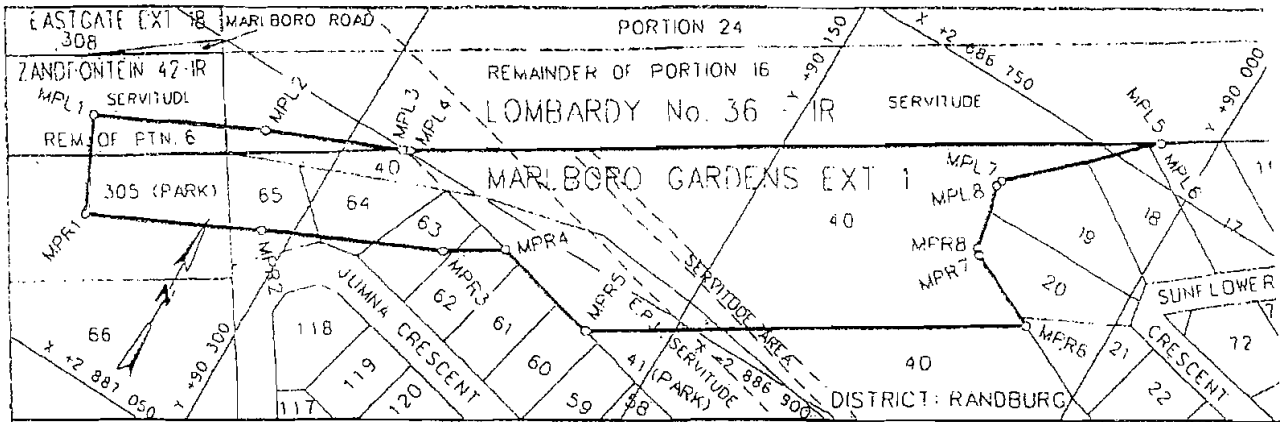 EASTGATE EXT 18
MARLBORO ROAD
308
PORTION 24
ZANDFONTEIN 42-IR
REMAINDER OF PORTION 16
+90 150
Y
X +2 686 750
+90 000
Y
MPL1
SERVITUDE
MPL2
MPL3
MPL4
LOMBARDY No. 36 - IR
SERVITUDE
MPL5
REM. OF PTN. 6
40
MARLBORO GARDENS EXT 1
MPL7
MPL8
MPL6
305 (PARK)
65
64
63
40
18
17
19
MPR1
MPR2
MPR3
MPR4
MPR8
MPR7
SERVITUDE AREA
JUMNA CRESCENT
62
61
MPR5
E.P.J. SERVITUDE
20
SUNFLOWER
66
118
60
41
(PARK)
X +2 886 900
40
MPR6
21
72
X +2 887 050
Y +90 300
119
120
117
59
58
DISTRICT: RANDBURG
22
CRESCENT